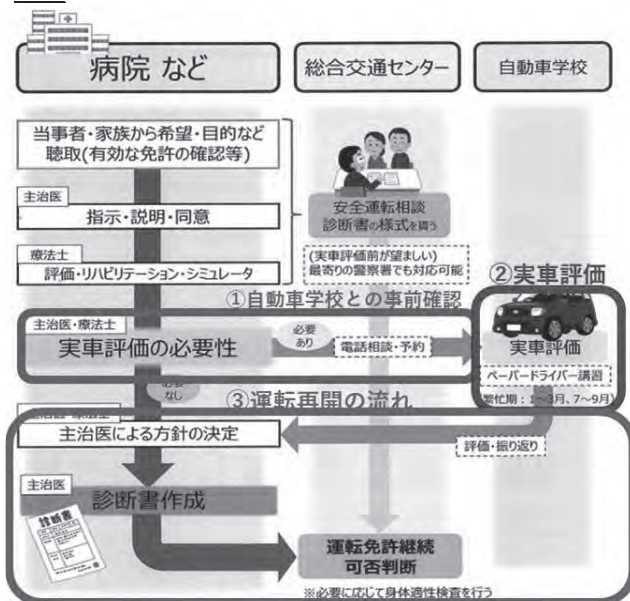 病院 など
総合交通センター
自動車学校
当事者・家族から希望・目的など
聴取(有効な免許の確認等)
主治医
指示・説明・同意
療法士
評価・リハビリテーション・シミュレータ
安全運転相談
診断書の様式を貰う
(実車評価前が望ましい)
最寄りの警察署でも対応可能
①自動車学校との事前確認
②実車評価
主治医・療法士
実車評価の必要性
必要
あり
電話相談・予約
実車評価
ペーパードライバー講習
繁忙期:1~3月、7~9月)
必要
なし
③運転再開の流れ
主治医・療法士
主治医による方針の決定
評価・振り返り
主治医
診断書作成
診断書
運転免許継続
可否判断
※必要に応じて身体適性検査を行う